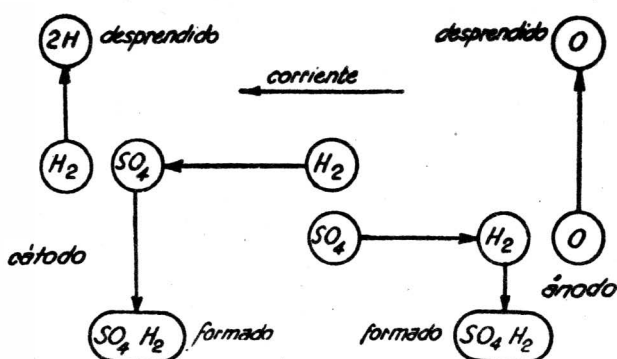 2H desprendido desprendido O
corriente
H₂ SO₄ H₂
SO₄ H₂ O
cátodo ánodo
SO₄ H₂ formado formado SO₄ H₂